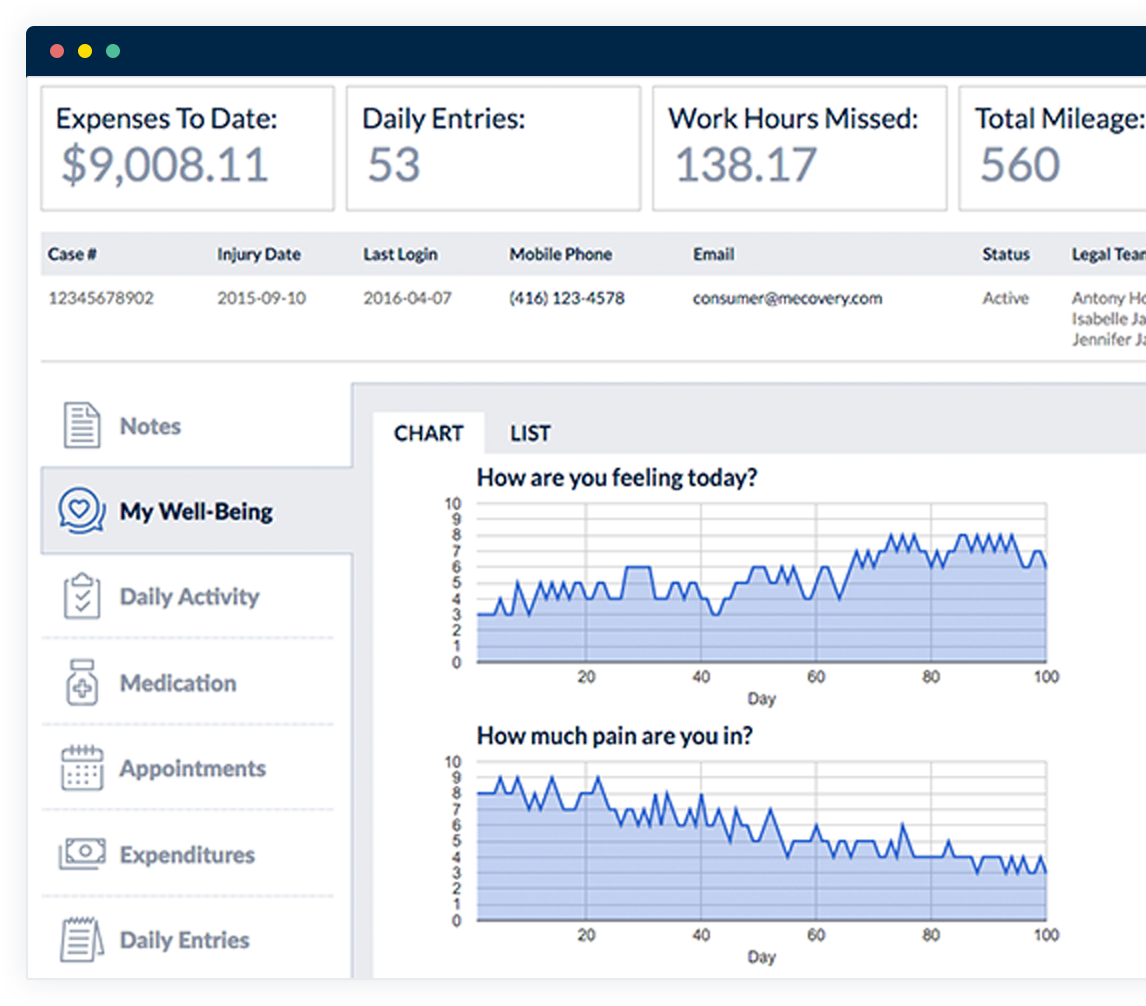 Expenses To Date: Daily Entries: Work Hours Missed: Total Mileage:
$9,008.11 53 138.17 560
Case # Injury Date Last Login Mobile Phone Email Status Legal
12345678902 2015-09-10 2016-04-07 (416) 123-4578 consumer@mecovery.com Active Antony
Isabelle
Jennifer
Notes
My Well-Being
Daily Activity
Medication
Appointments
Expenditures
Daily Entries
CHART LIST
How are you feeling today?
10
9
8
7
6
5
4
3
2
1
0
20 40 60 80 100
Day
How much pain are you in?
10
9
8
7
6
5
4
3
2
1
0
20 40 60 80 100
Day